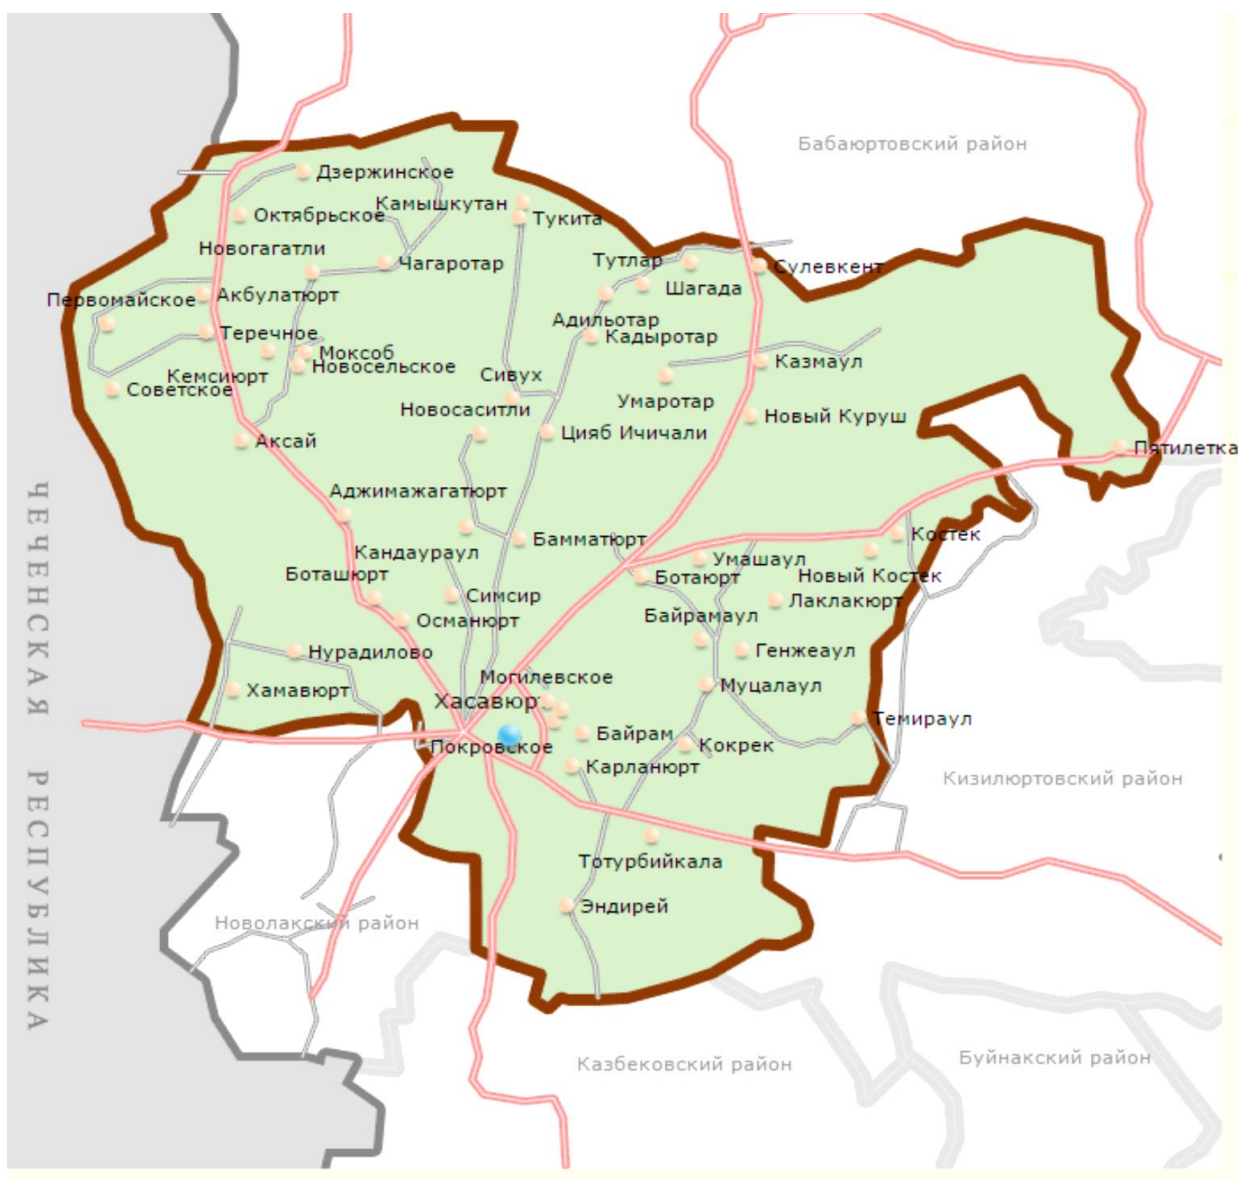 Бабаюртовский район
Дзержинское
Камышкутан
Октябрьское
Тукита
Новогагатли
Чагаротар
Тутлар
Сулевкент
Шагада
Первомайское
Акбулатюрт
Адильотар
Теречное
Кадыротар
Моксоб
Новосельское
Казмаул
Кемсиюрт
Сивух
Советское
Умаротар
Новосаситли
Новый Куруш
Аксай
Цияб Ичичали
Пятилетка
Аджимажагатюрт
Бамматюрт
Костек
Кандаураул
Умашаул
Боташюрт
Ботаюрт
Новый Костек
Симсир
Лаклакюрт
Османюрт
Байрамаул
Нурадилово
Генжеаул
Могилевское
Хамавюрт
Муцалаул
Хасавюрт
Темираул
Байрам
Покровское
Кокрек
Карланюрт
Кизилюртовский район
Тотурбийкала
Эндирей
Новолакский район
Казбековский район
Буйнакский район
ЧЕЧЕНСКАЯ РЕСПУБЛИКА